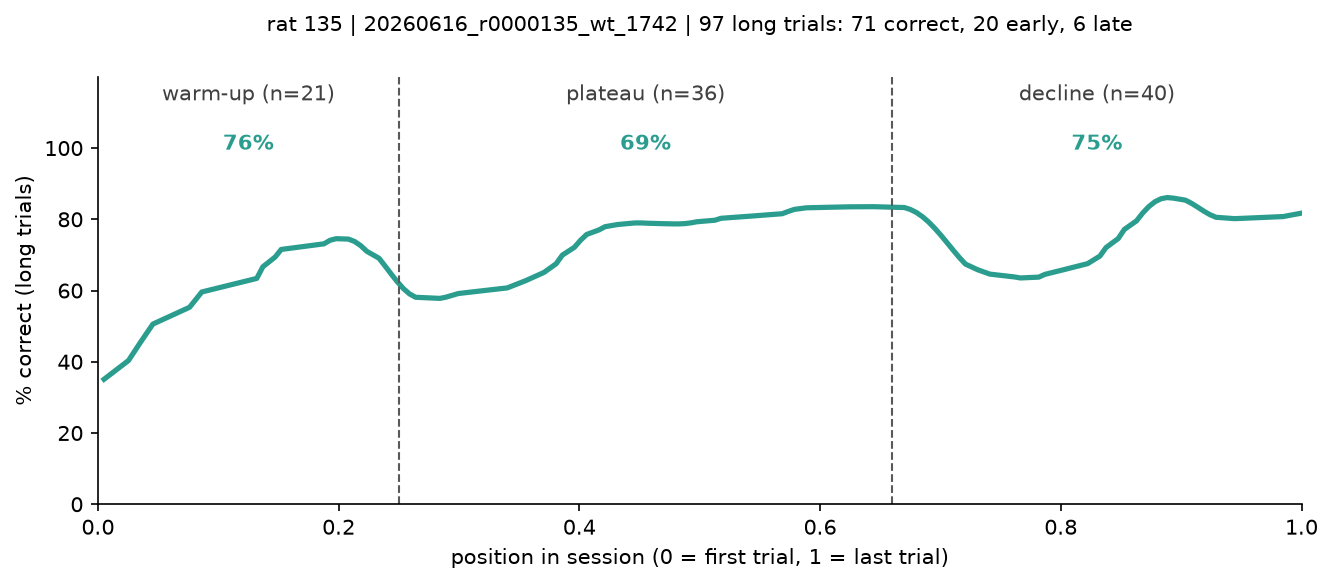 rat 135 | 20260616_r0000135_wt_1742 | 97 long trials: 71 correct, 20 early, 6 late
warm-up (n=21)
plateau (n=36)
decline (n=40)
76%
69%
75%
% correct (long trials)
100
80
60
40
20
0
0.0
0.2
0.4
0.6
0.8
1.0
position in session (0 = first trial, 1 = last trial)